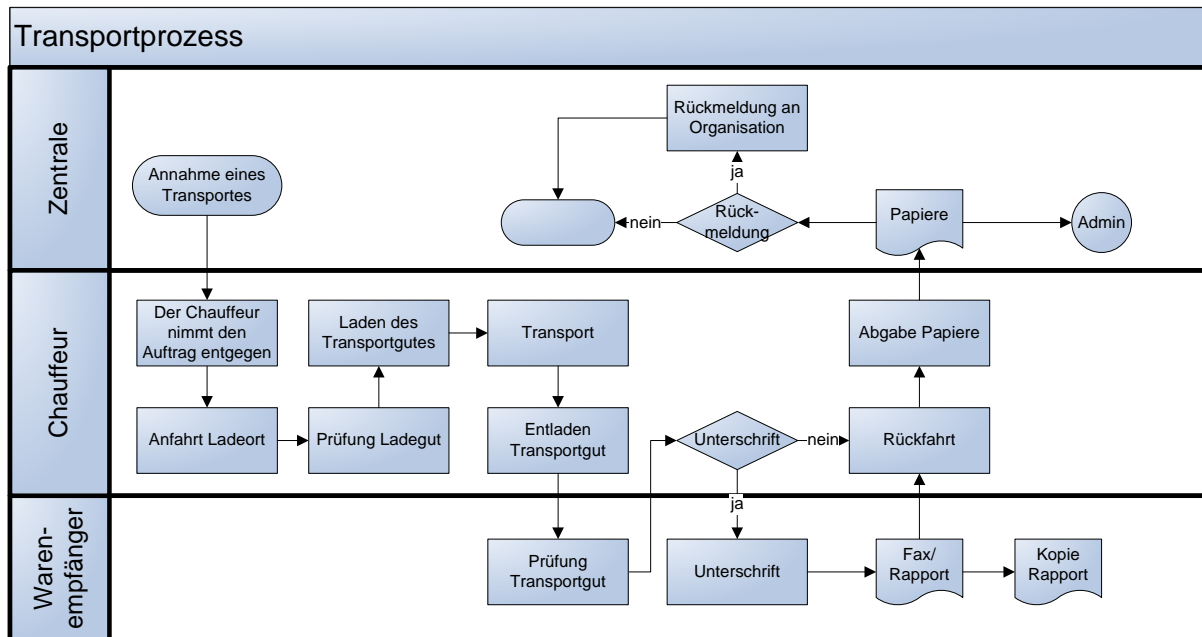 Transportprozess
Zentrale
Annahme eines
Transportes
Rückmeldung an
Organisation
ja
nein
Rück-
meldung
Papiere
Admin
Chauffeur
Der Chauffeur
nimmt den
Auftrag entgegen
Laden des
Transportgutes
Transport
Abgabe Papiere
Anfahrt Ladeort
Prüfung Ladegut
Entladen
Transportgut
Unterschrift
nein
Rückfahrt
ja
Waren-
empfänger
Prüfung
Transportgut
Unterschrift
Fax/
Rapport
Kopie
Rapport